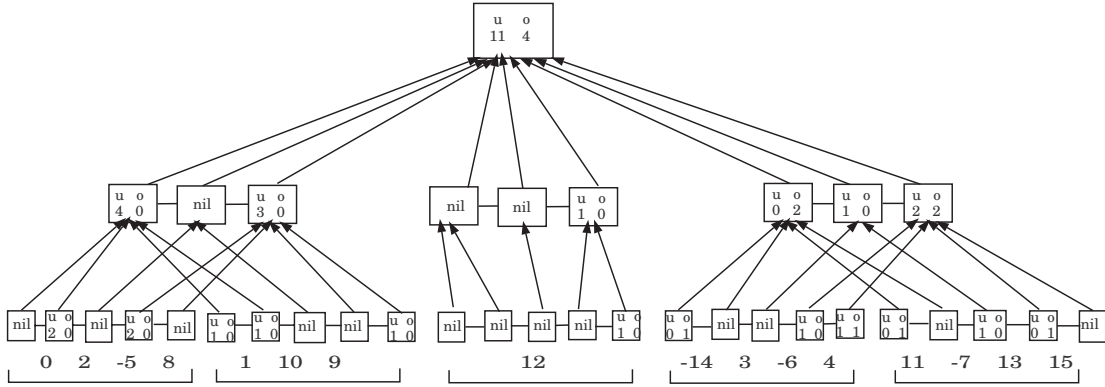 u o
11 4
u o nil u o nil nil u o u o u o u o
4 0 3 0 1 0 0 2 1 0 2 2
nil u o nil u o nil u o u o nil nil u o nil nil nil nil u o u o nil nil u o u o u o nil u o u o nil
2 0 2 0 1 0 1 0 1 0 1 0 0 1 1 0 1 1 0 1 1 0 0 1
0 2 -5 8 1 10 9 12 -14 3 -6 4 11 -7 13 15